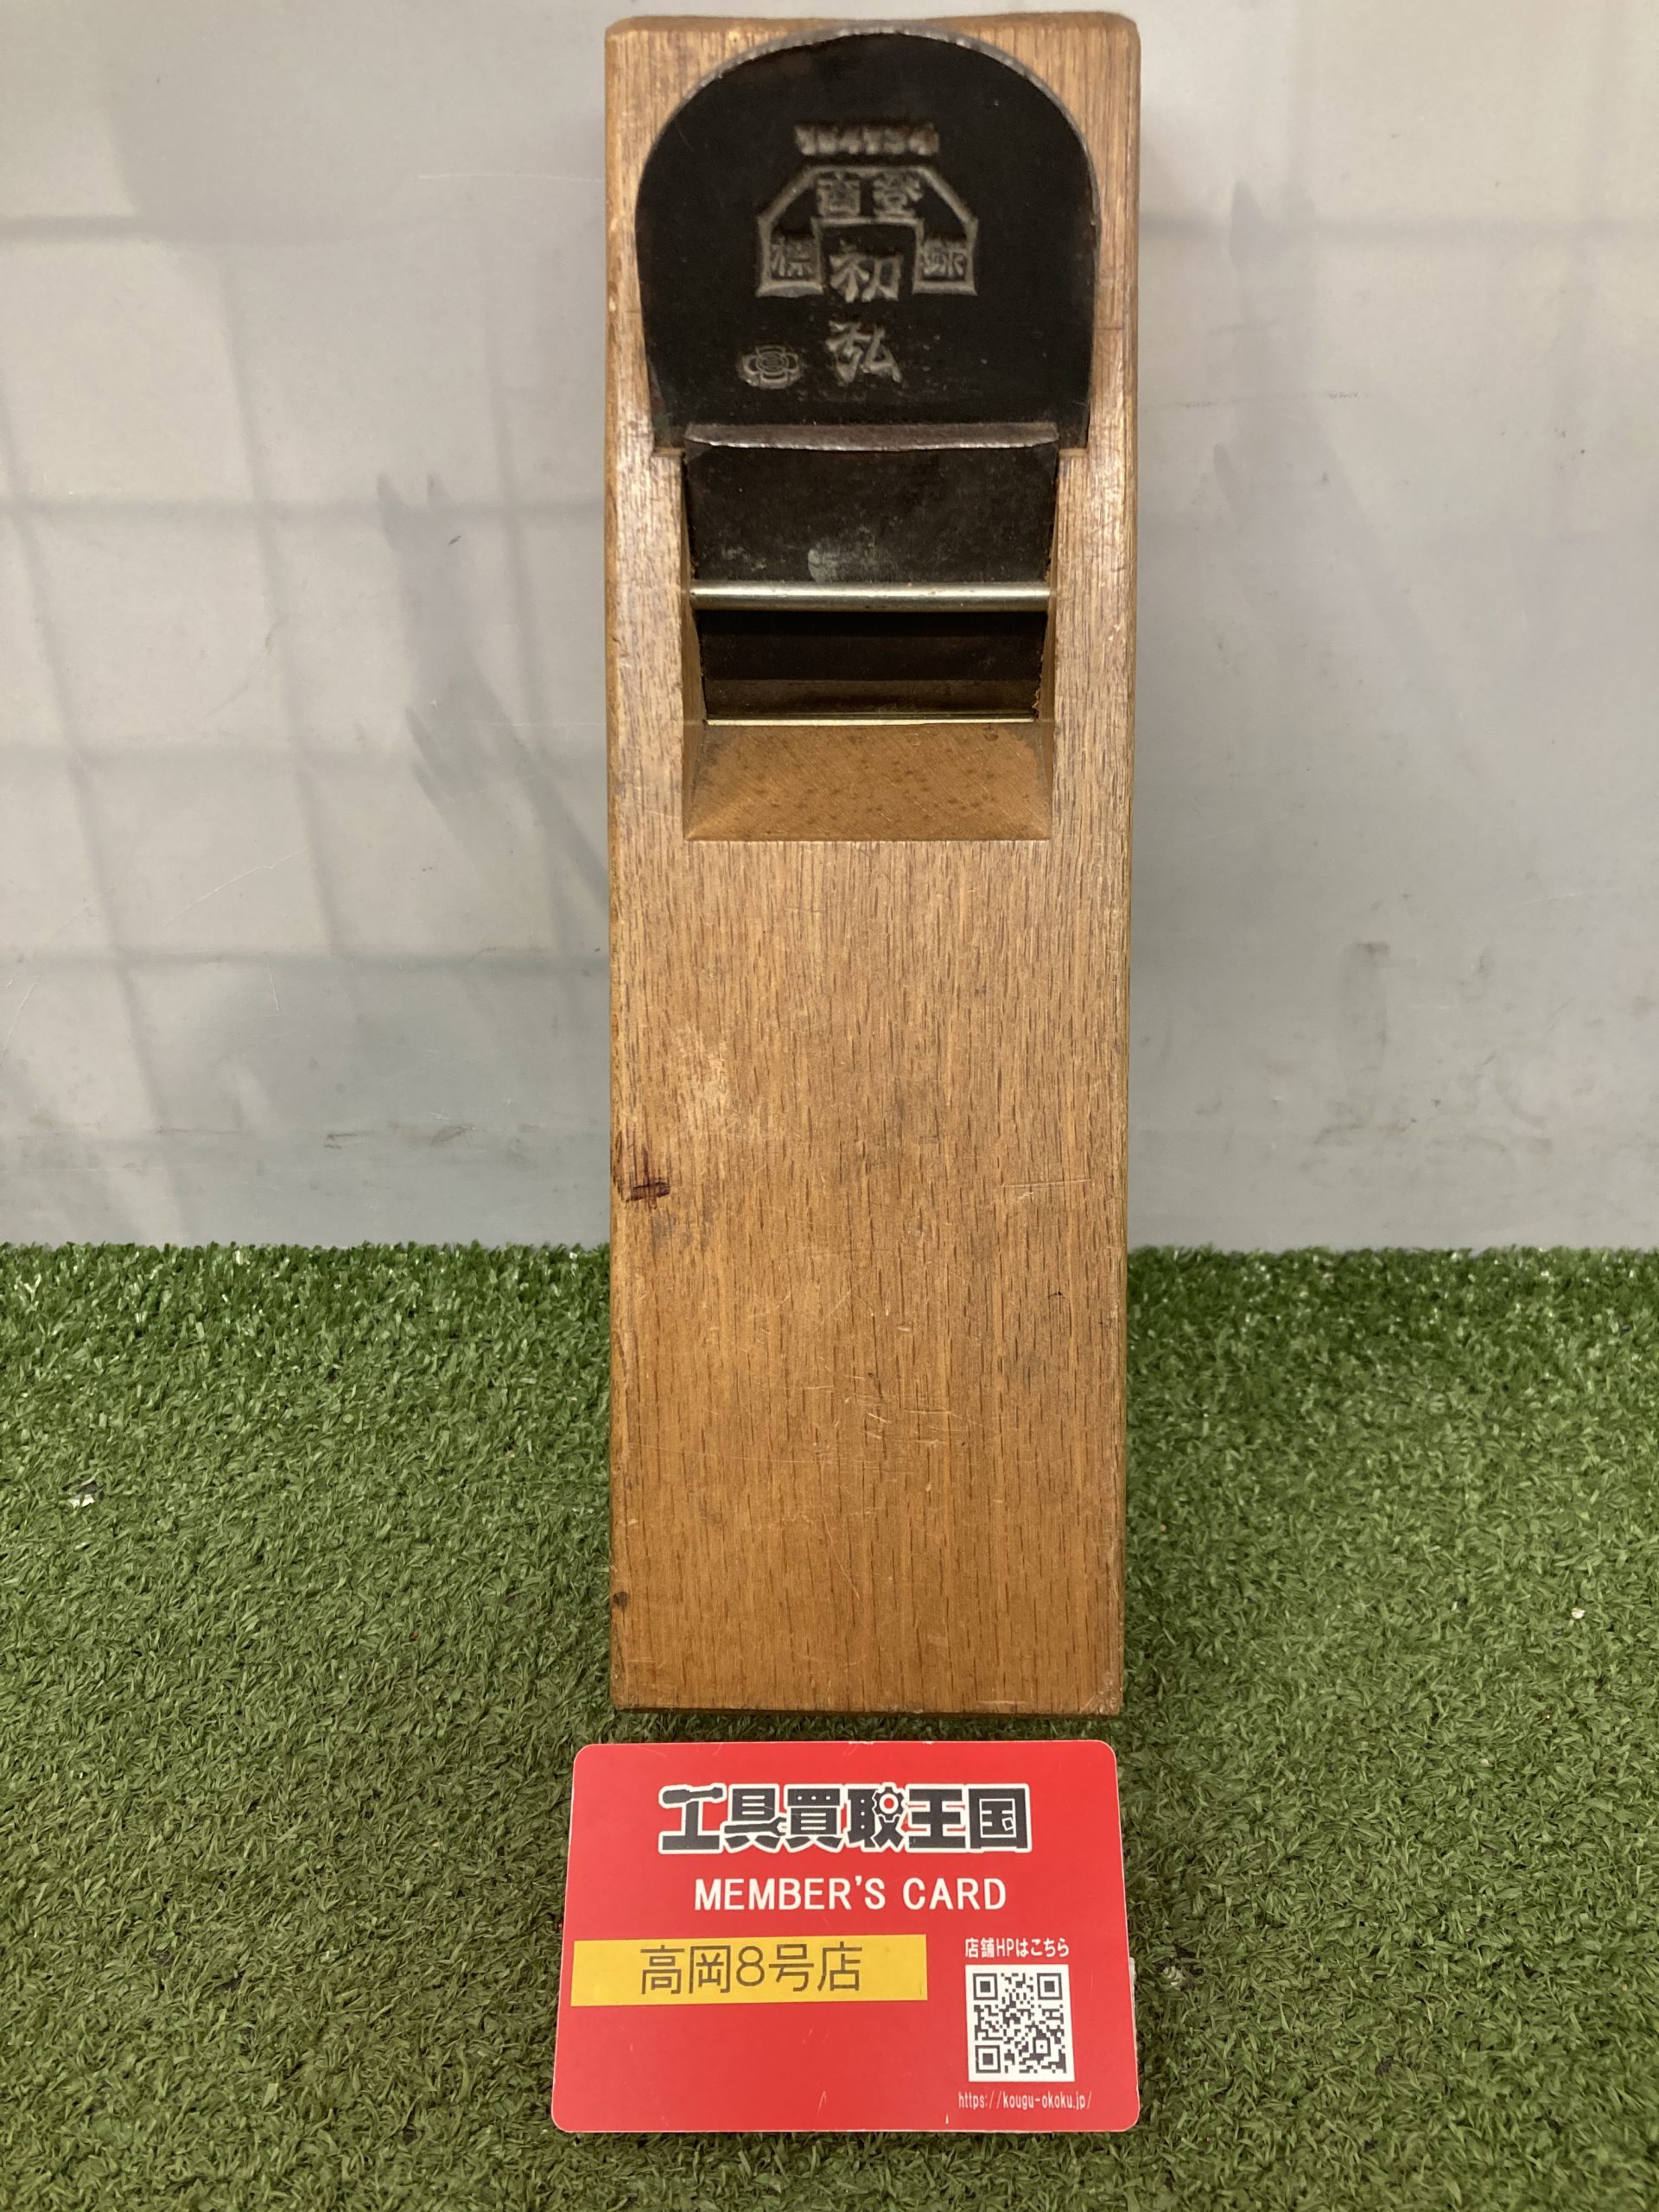 登
録
商
標
初弘
工具買取王国
MEMBER'S CARD
高岡8号店
店舗HPはこちら
https://kougu-okoku.jp/